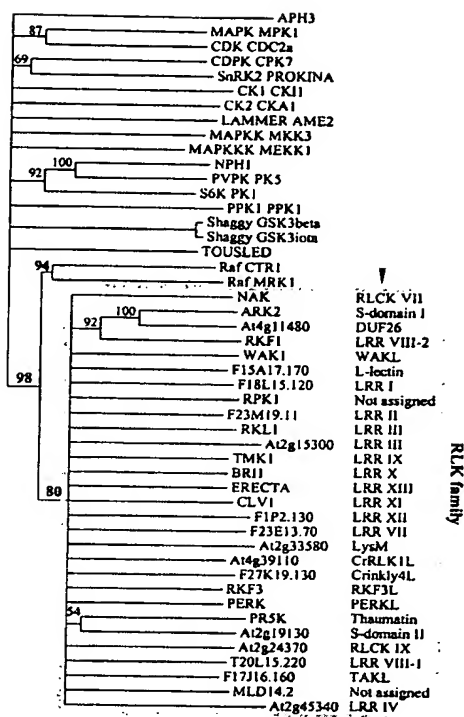 APH3
87
MAPK MPK1
CDK CDC2a
CDPK CPK7
69
SnRK2 PROKINA
CK1 CKI1
CK2 CKA1
LAMMER AME2
MAPKK MKK3
MAPKKK MEKK1
100
NPH1
92
PVPK PK5
S6K PK1
PPK1 PPK1
Shaggy GSK3beta
Shaggy GSK3iota
TOUSLED
94
Raf CTR1
Raf MRK1
NAK RLCK VII
100
ARK2 S-domain I
92
At4g11480 DUF26
RKF1 LRR VIII-2
WAK1 WAKL
F15A17.170 L-lectin
98
F18L15.120 LRR I
RPK1 Not assigned
F23M19.11 LRR II
RKL1 LRR III
At2g15300 LRR III
TMK1 LRR IX
BRI1 LRR X
80
ERECTA LRR XIII
CLV1 LRR XI
F1P2.130 LRR XII
F23E13.70 LRR VII
At2g33580 LysM
At4g39110 CrRLK1L
F27K19.130 Crinkly4L
RKF3 RKF3L
PERK PERKL
54
PR5K Thaumatin
At2g19130 S-domain II
At2g24370 RLCK IX
T20L15.220 LRR VIII-1
F17J16.160 TAKL
MLD14.2 Not assigned
At2g45340 LRR IV
RLK family